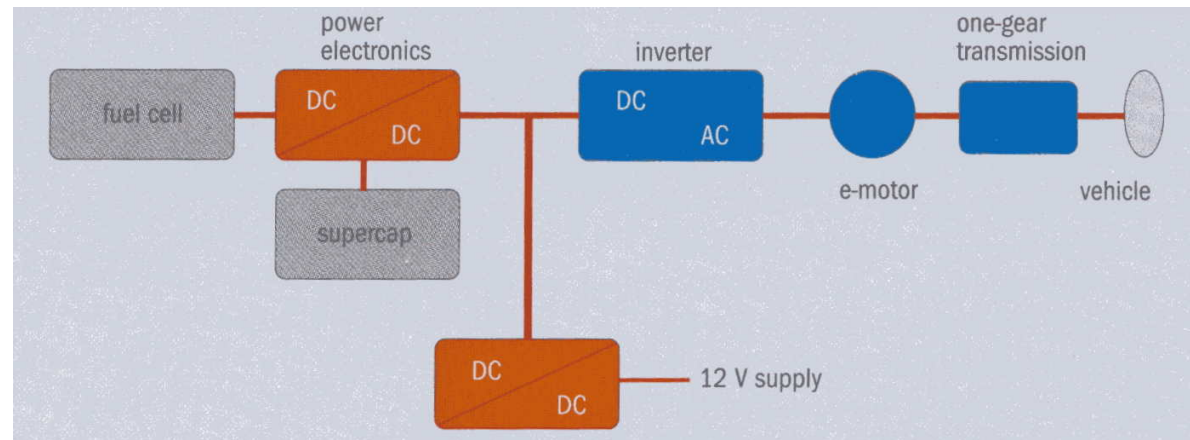 power
electronics
inverter
one-gear
transmission
fuel cell
DC
DC
DC
AC
supercap
e-motor
vehicle
DC
DC
12 V supply